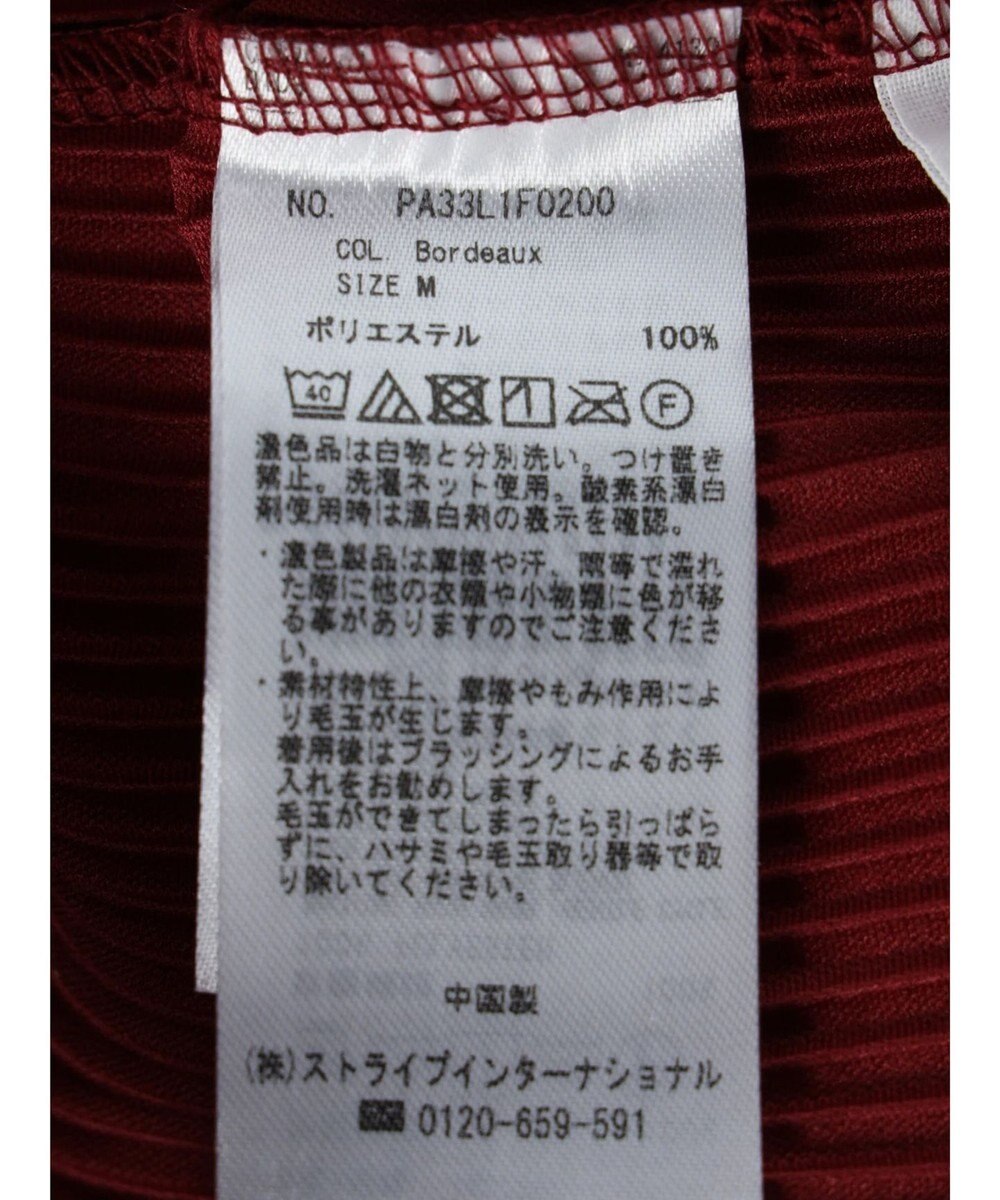 NO. PA33L1F0200
COL. Bordeaux
SIZE M
ポリエステル 100%
40 F
濃色品は白物と分別洗い。つけ置き
禁止。洗濯ネット使用。酸素系漂白
剤使用時は漂白剤の表示を確認。
・濃色製品は摩擦や汗、雨等で濡れ
た際に他の衣類や小物類に色が移
る事がありますのでご注意くださ
い。
・素材特性上、摩擦やもみ作用によ
り毛玉が生じます。
着用後はブラッシングによるお手
入れをお勧めします。
毛玉ができてしまったら引っぱら
ずに、ハサミや毛玉取り器等で取
り除いてください。
中国製
(株)ストライプインターナショナル
0120-659-591